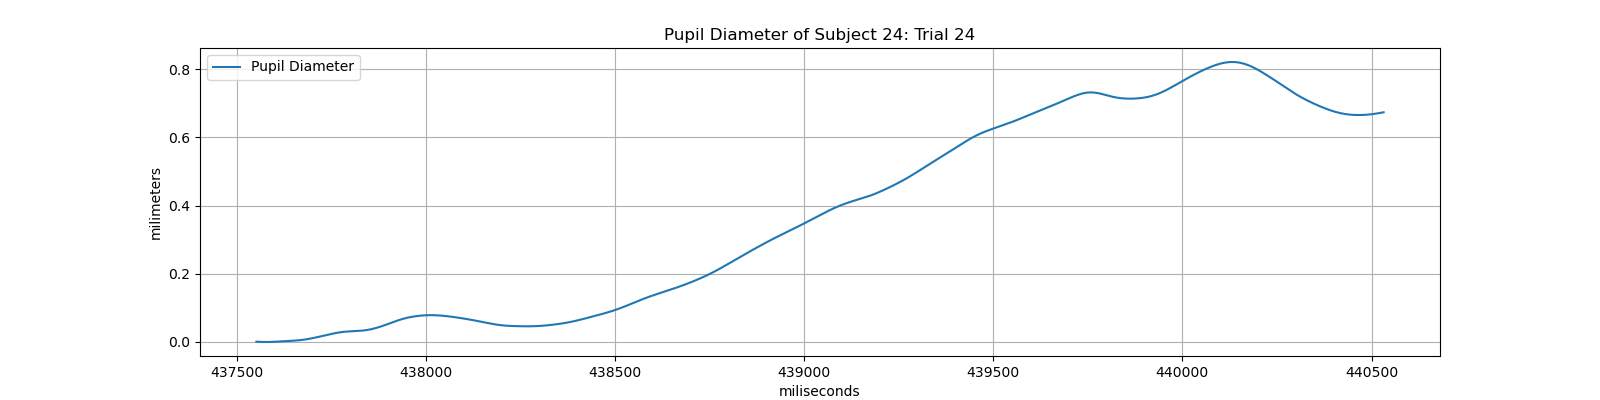 Pupil Diameter of Subject 24: Trial 24
Pupil Diameter
milimeters
0.8
0.6
0.4
0.2
0.0
437500 438000 438500 439000 439500 440000 440500
miliseconds